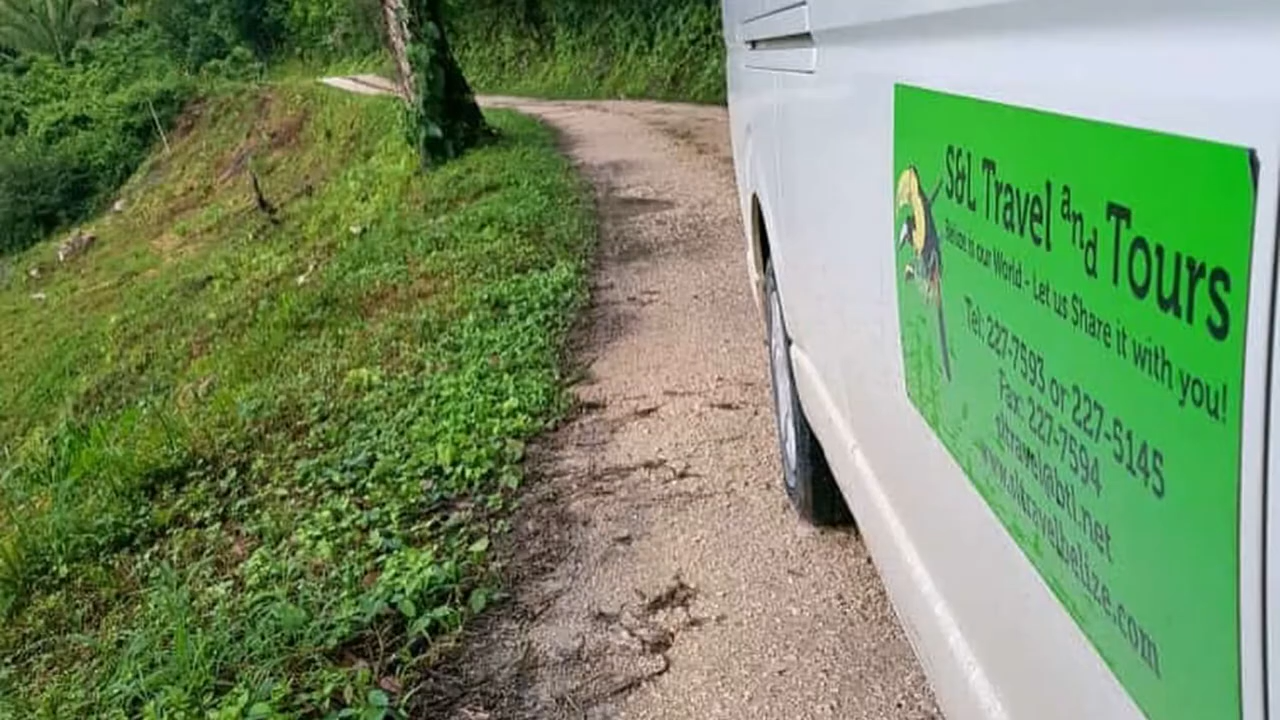 S&L Travel and Tours
Belize is our World - Let us Share it with you!
Tel: 227-7593 or 227-5145
Fax: 227-7594
sltravel@btl.net
www.sltravelbelize.com